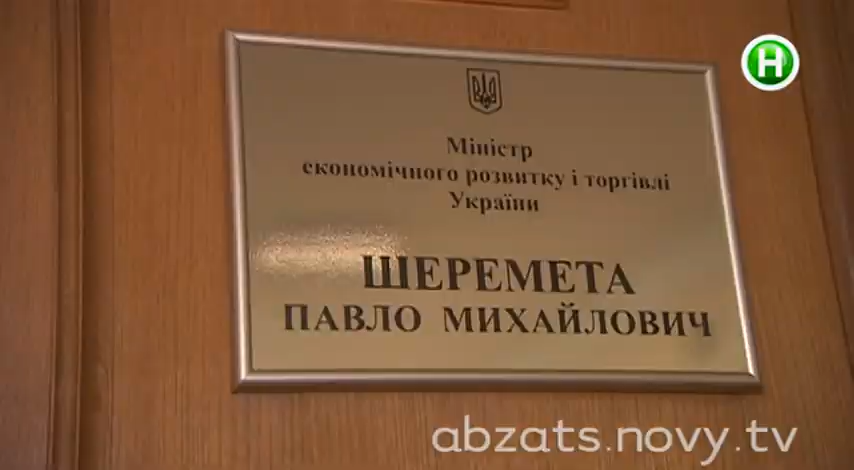 Н
Міністр
економічного розвитку і торгівлі
України
ШЕРЕМЕТА
ПАВЛО МИХАЙЛОВИЧ
abzats.novy.tv